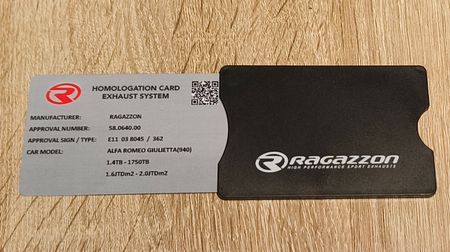 HOMOLOGATION CARD
EXHAUST SYSTEM
MANUFACTURER: RAGAZZON
APPROVAL NUMBER: 58.0640.00
APPROVAL SIGN / TYPE: E11 03 8045 / 362
CAR MODEL: ALFA ROMEO GIULIETTA(940)
1.4TB - 1750TB
1.6JTDm2 - 2.0JTDm2
RAGAZZON
HIGH PERFORMANCE SPORT EXHAUSTS